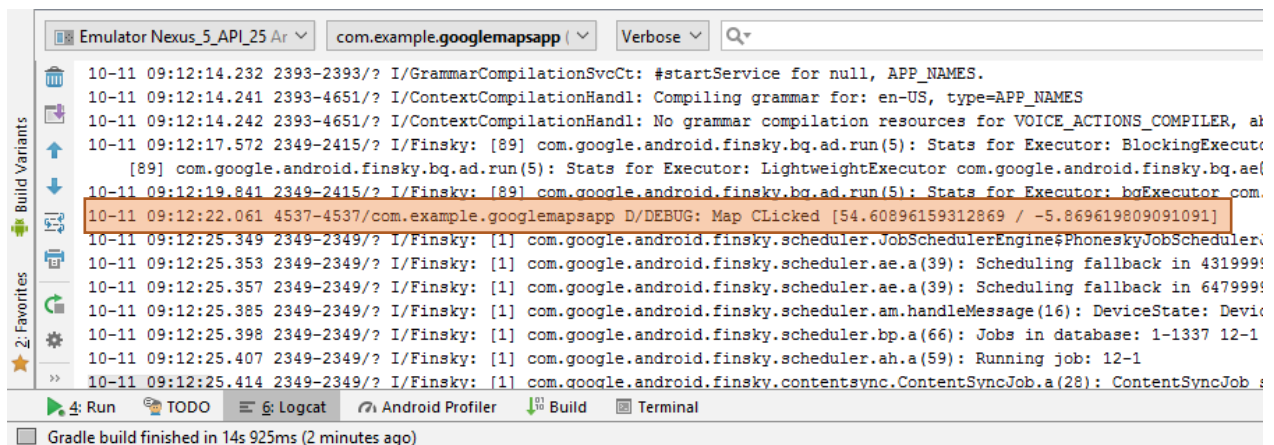 Emulator Nexus_5_API_25 Ar com.example.googlemapsapp ( Verbose
10-11 09:12:14.232 2393-2393/? I/GrammarCompilationSvcCt: #startService for null, APP_NAMES.
10-11 09:12:14.241 2393-4651/? I/ContextCompilationHandl: Compiling grammar for: en-US, type=APP_NAMES
10-11 09:12:14.242 2393-4651/? I/ContextCompilationHandl: No grammar compilation resources for VOICE_ACTIONS_COMPILER, ab
10-11 09:12:17.572 2349-2415/? I/Finsky: [89] com.google.android.finsky.bq.ad.run(5): Stats for Executor: BlockingExecuto
[89] com.google.android.finsky.bq.ad.run(5): Stats for Executor: LightweightExecutor com.google.android.finsky.bq.ae(
10-11 09:12:19.841 2349-2415/? I/Finsky: [89] com.google.android.finsky.bq.ad.run(5): Stats for Executor: bgExecutor com.
10-11 09:12:22.061 4537-4537/com.example.googlemapsapp D/DEBUG: Map CLicked [54.60896159312869 / -5.869619809091091]
10-11 09:12:25.349 2349-2349/? I/Finsky: [1] com.google.android.finsky.scheduler.JobSchedulerEngine$PhoneskyJobSchedulerJ
10-11 09:12:25.353 2349-2349/? I/Finsky: [1] com.google.android.finsky.scheduler.ae.a(39): Scheduling fallback in 4319999
10-11 09:12:25.357 2349-2349/? I/Finsky: [1] com.google.android.finsky.scheduler.ae.a(39): Scheduling fallback in 6479999
10-11 09:12:25.385 2349-2349/? I/Finsky: [1] com.google.android.finsky.scheduler.am.handleMessage(16): DeviceState: Devic
10-11 09:12:25.398 2349-2349/? I/Finsky: [1] com.google.android.finsky.scheduler.bp.a(66): Jobs in database: 1-1337 12-1
10-11 09:12:25.407 2349-2349/? I/Finsky: [1] com.google.android.finsky.scheduler.ah.a(59): Running job: 12-1
10-11 09:12:25.414 2349-2349/? I/Finsky: [1] com.google.android.finsky.contentsync.ContentSyncJob.a(28): ContentSyncJob s
Build Variants
2: Favorites
4: Run TODO 6: Logcat Android Profiler Build Terminal
Gradle build finished in 14s 925ms (2 minutes ago)